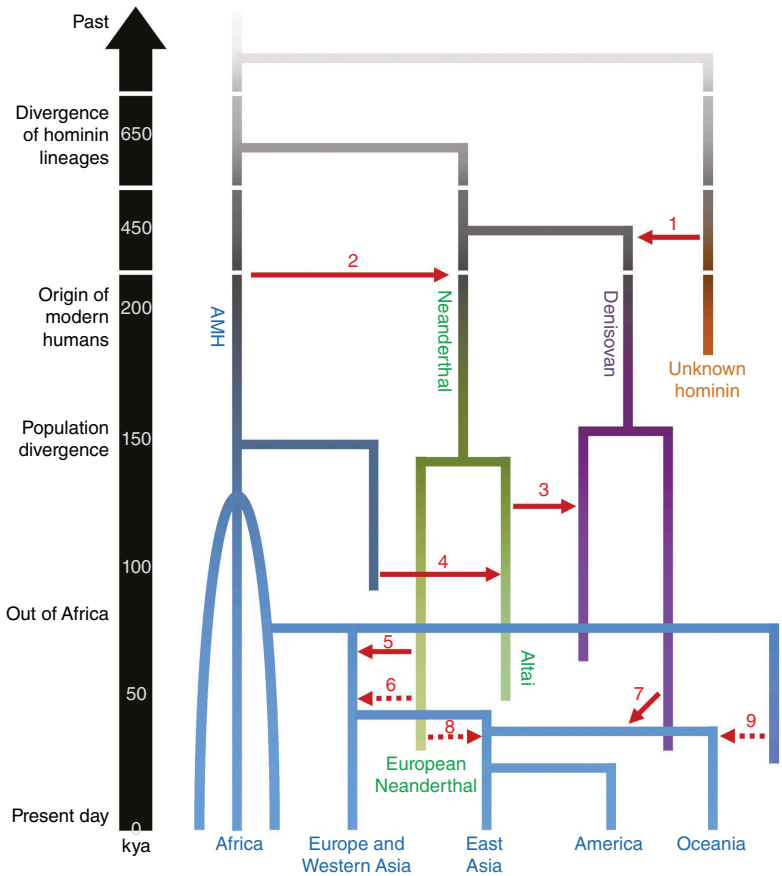 Past
Divergence
of hominin
lineages
650
450
1
2
Origin of
modern
humans
200
AMH
Neanderthal
Denisovan
Unknown
hominin
Population
divergence
150
3
100
4
Out of Africa
5
Altai
50
6
7
8
9
European
Neanderthal
Present day
0
kya
Africa
Europe and
Western Asia
East
Asia
America
Oceania